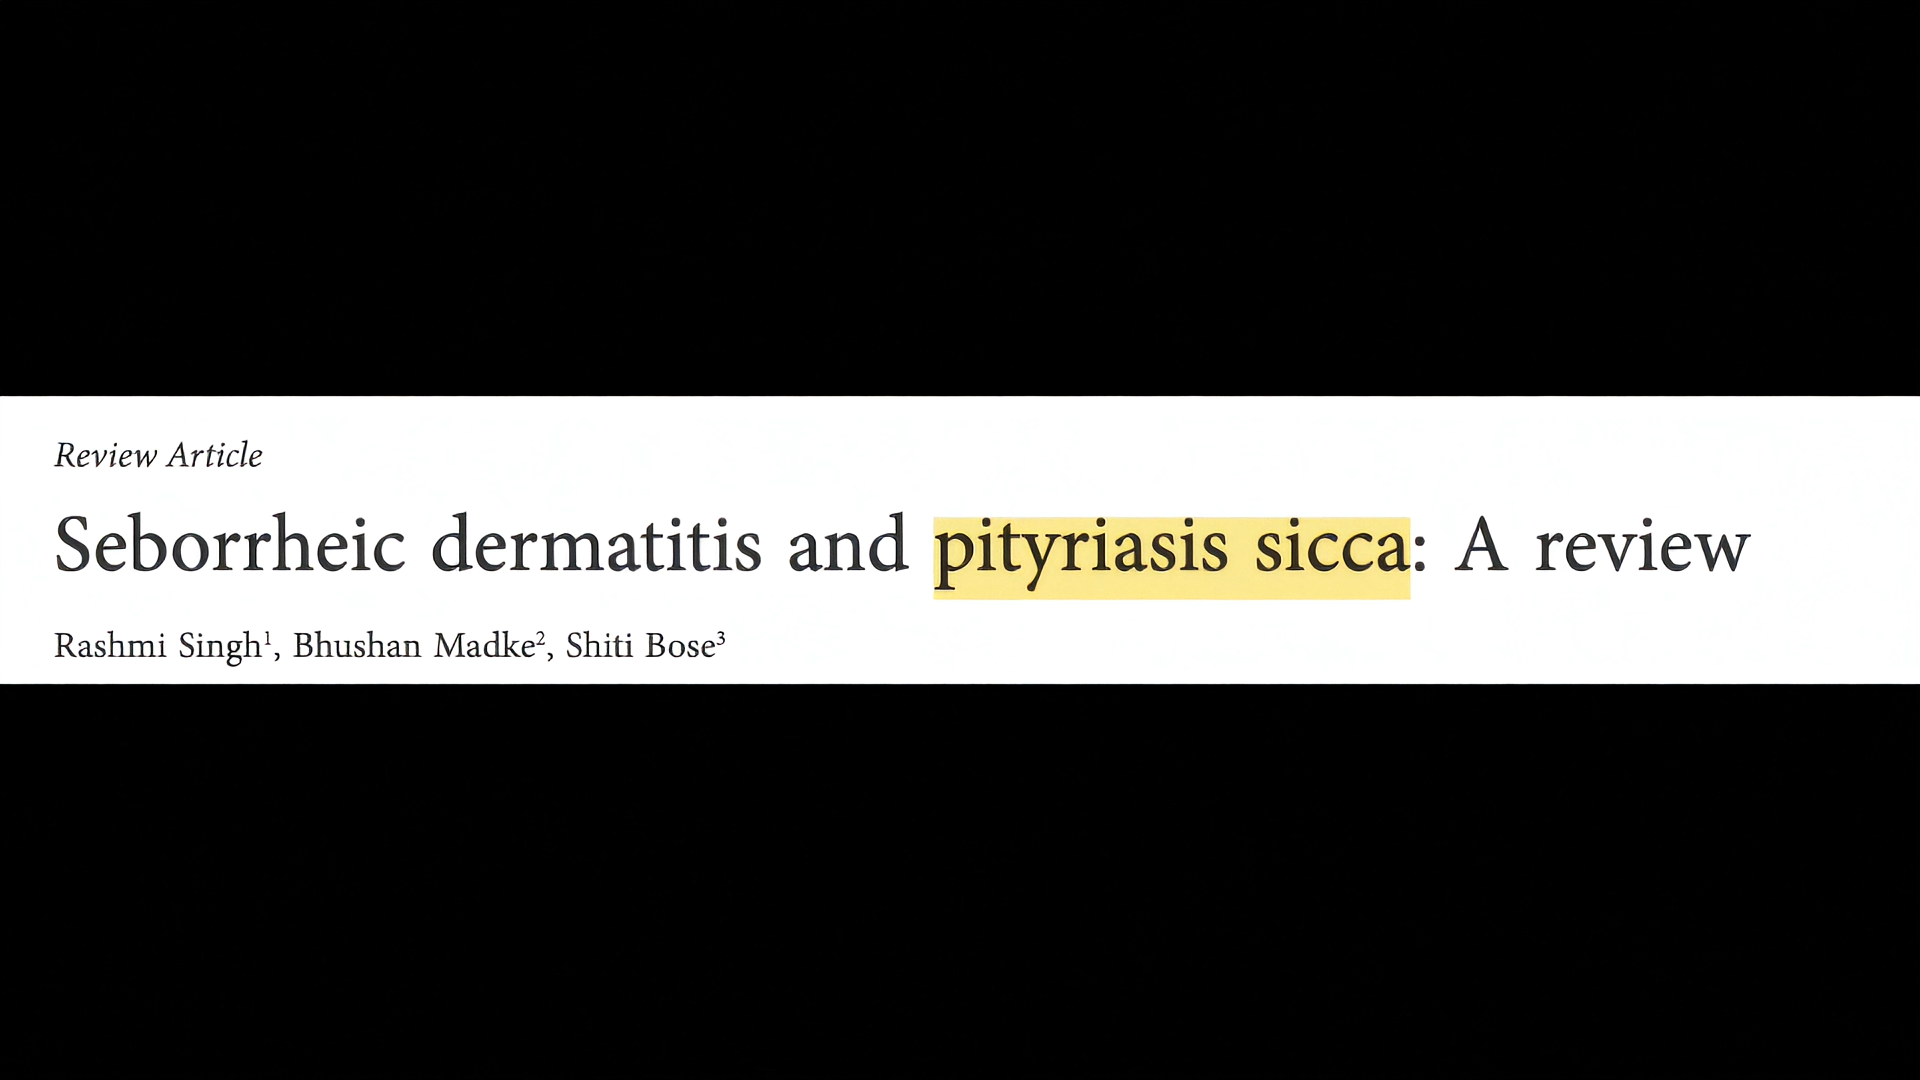 Review Article
Seborrheic dermatitis and pityriasis sicca: A review
Rashmi Singh¹, Bhushan Madke², Shiti Bose³